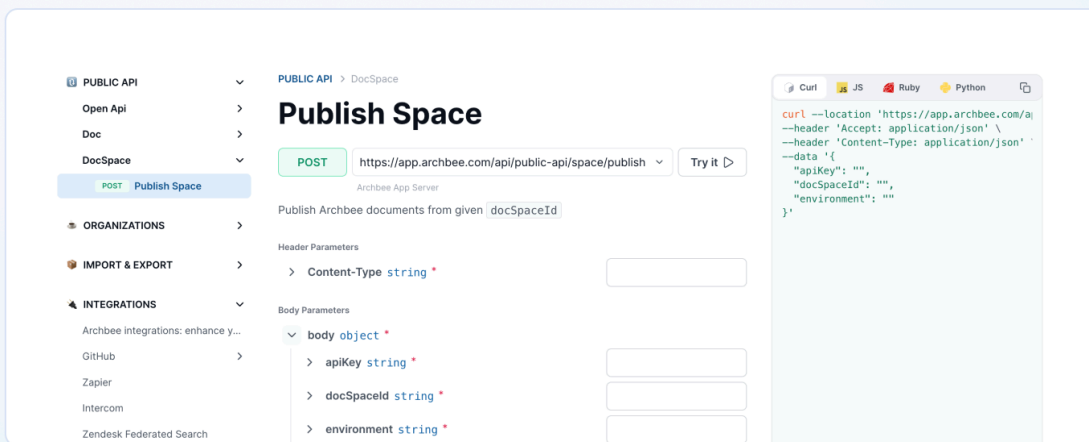 PUBLIC API
Open Api
Doc
DocSpace
POST Publish Space
ORGANIZATIONS
IMPORT & EXPORT
INTEGRATIONS
Archbee integrations: enhance y...
GitHub
Zapier
Intercom
Zendesk Federated Search
PUBLIC API > DocSpace
Publish Space
POST https://app.archbee.com/api/public-api/space/publish Try it
Archbee App Server
Publish Archbee documents from given docSpaceId
Header Parameters
Content-Type string *
Body Parameters
body object *
apiKey string *
docSpaceId string *
environment string *
Curl JS Ruby Python
curl --location 'https://app.archbee.com/a
--header 'Accept: application/json' \
--header 'Content-Type: application/json' \
--data '{
"apiKey": "",
"docSpaceId": "",
"environment": ""
}'